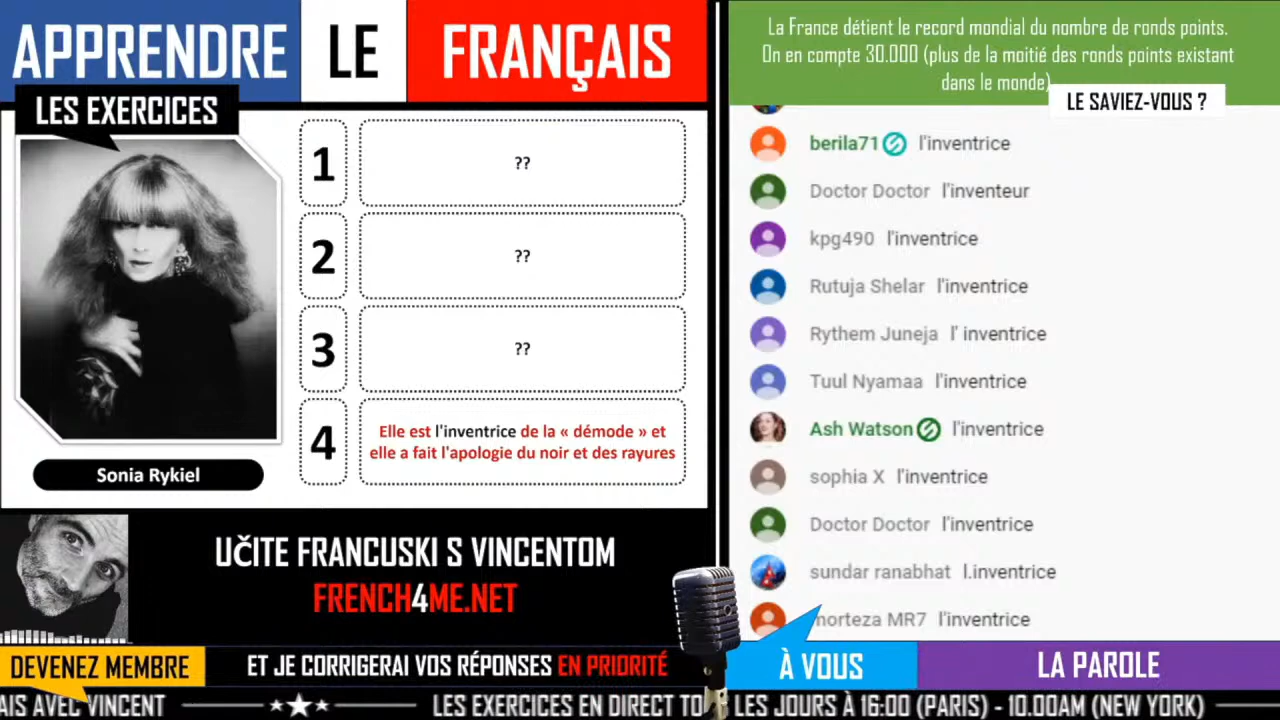 APPRENDRE LE FRANÇAIS
LES EXERCICES
Sonia Rykiel
1 ??
2 ??
3 ??
4 Elle est l'inventrice de la « démode » et
elle a fait l'apologie du noir et des rayures
UČITE FRANCUSKI S VINCENTOM
FRENCH4ME.NET
DEVENEZ MEMBRE
ET JE CORRIGERAI VOS RÉPONSES EN PRIORITÉ
La France détient le record mondial du nombre de ronds points.
On en compte 30.000 (plus de la moitié des ronds points existant
dans le monde)
LE SAVIEZ-VOUS ?
berila71 l'inventrice
Doctor Doctor l'inventeur
kpg490 l'inventrice
Rutuja Shelar l'inventrice
Rythem Juneja l' inventrice
Tuul Nyamaa l'inventrice
Ash Watson l'inventrice
sophia X l'inventrice
Doctor Doctor l'inventrice
sundar ranabhat l.inventrice
morteza MR7 l'inventrice
À VOUS
LA PAROLE
AIS AVEC VINCENT LES EXERCICES EN DIRECT TO LES JOURS À 16:00 (PARIS) - 10.00AM (NEW YORK)